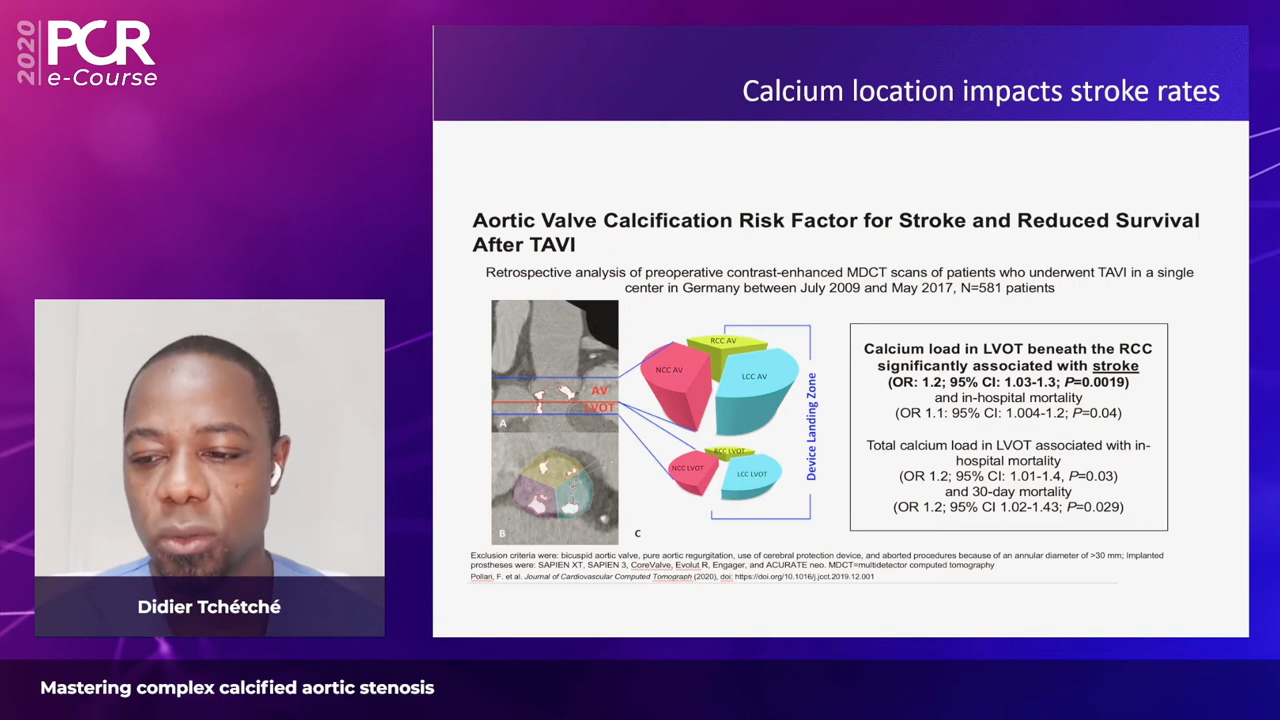 2020
PCR
e-Course
Calcium location impacts stroke rates
Aortic Valve Calcification Risk Factor for Stroke and Reduced Survival
After TAVI
Retrospective analysis of preoperative contrast-enhanced MDCT scans of patients who underwent TAVI in a single
center in Germany between July 2009 and May 2017, N=581 patients
AV
LVOT
A
B
C
RCC AV
NCC AV
LCC AV
RCC LVOT
NCC LVOT
LCC LVOT
Device Landing Zone
Calcium load in LVOT beneath the RCC
significantly associated with stroke
(OR: 1.2; 95% CI: 1.03-1.3; P=0.0019)
and in-hospital mortality
(OR 1.1: 95% CI: 1.004-1.2; P=0.04)
Total calcium load in LVOT associated with in-
hospital mortality
(OR 1.2; 95% CI: 1.01-1.4, P=0.03)
and 30-day mortality
(OR 1.2; 95% CI 1.02-1.43; P=0.029)
Exclusion criteria were: bicuspid aortic valve, pure aortic regurgitation, use of cerebral protection device, and aborted procedures because of an annular diameter of >30 mm; Implanted
prostheses were: SAPIEN XT, SAPIEN 3, CoreValve, Evolut R, Engager, and ACURATE neo. MDCT=multidetector computed tomography
Pollari, F. et al. Journal of Cardiovascular Computed Tomograph (2020), doi: https://doi.org/10.1016/j.jcct.2019.12.001
Didier Tchétché
Mastering complex calcified aortic stenosis